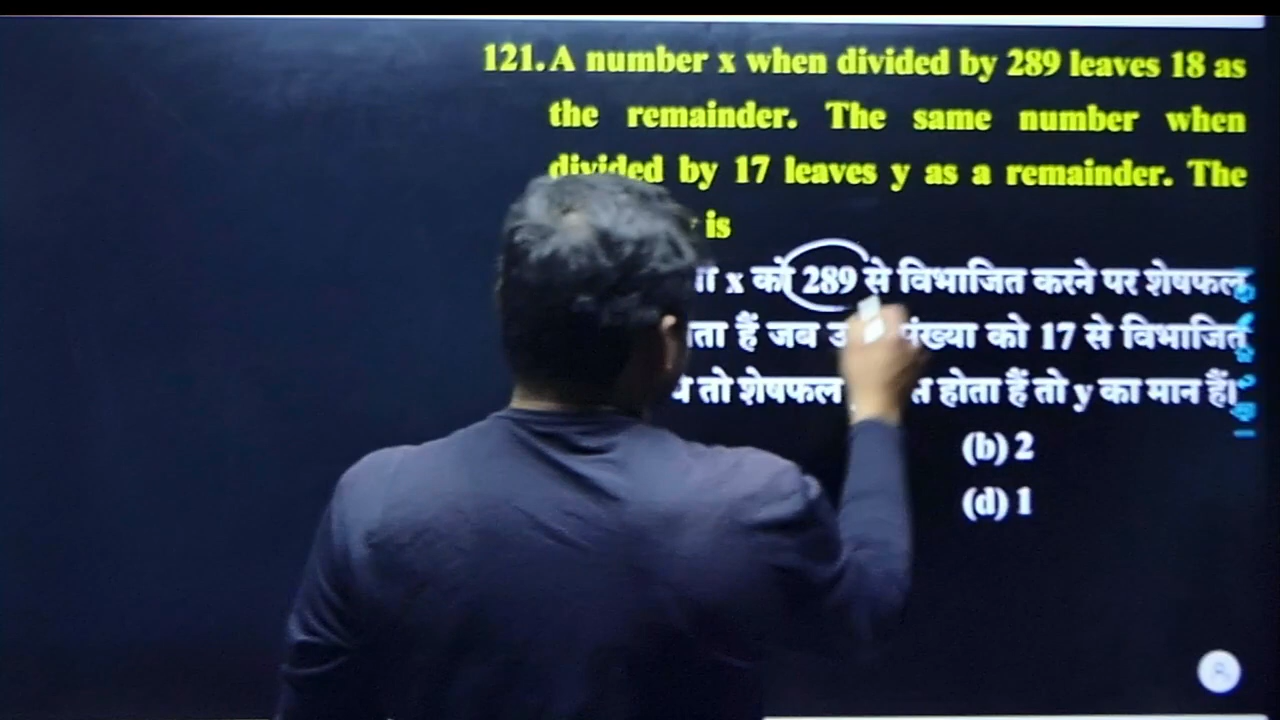 121. A number x when divided by 289 leaves 18 as
the remainder. The same number when
divided by 17 leaves y as a remainder. The
is
x को 289 से विभाजित करने पर शेषफल
हैं जब को 17 से विभाजित
तो शेषफल होता हैं तो y का मान हैं।
(b) 2
(d) 1